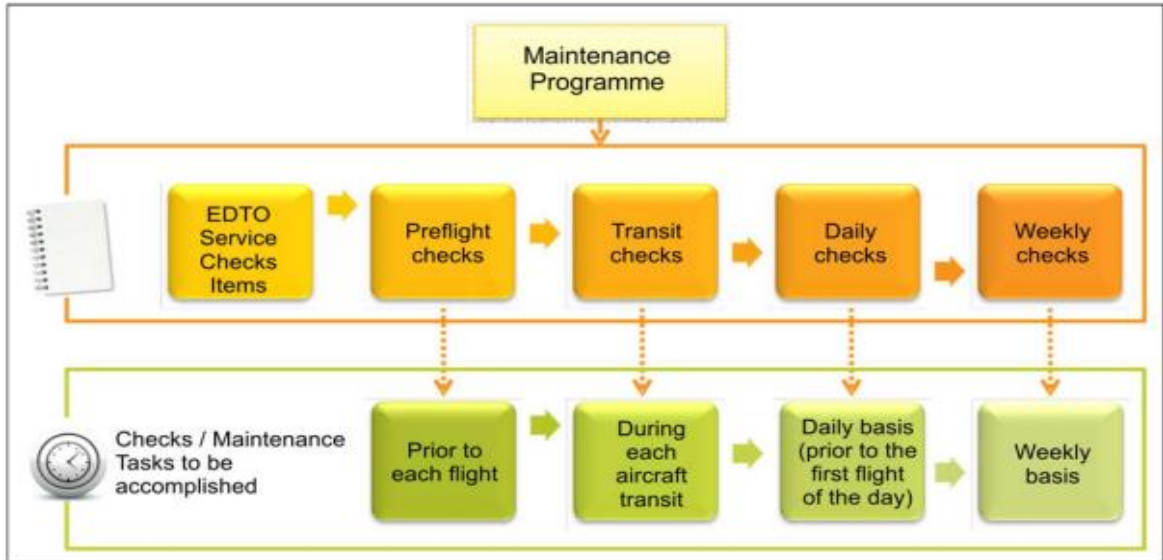 Maintenance
Programme
EDTO
Service
Checks
Items
Preflight
checks
Transit
checks
Daily
checks
Weekly
checks
Checks / Maintenance
Tasks to be
accomplished
Prior to
each flight
During
each
aircraft
transit
Daily basis
(prior to the
first flight
of the day)
Weekly
basis